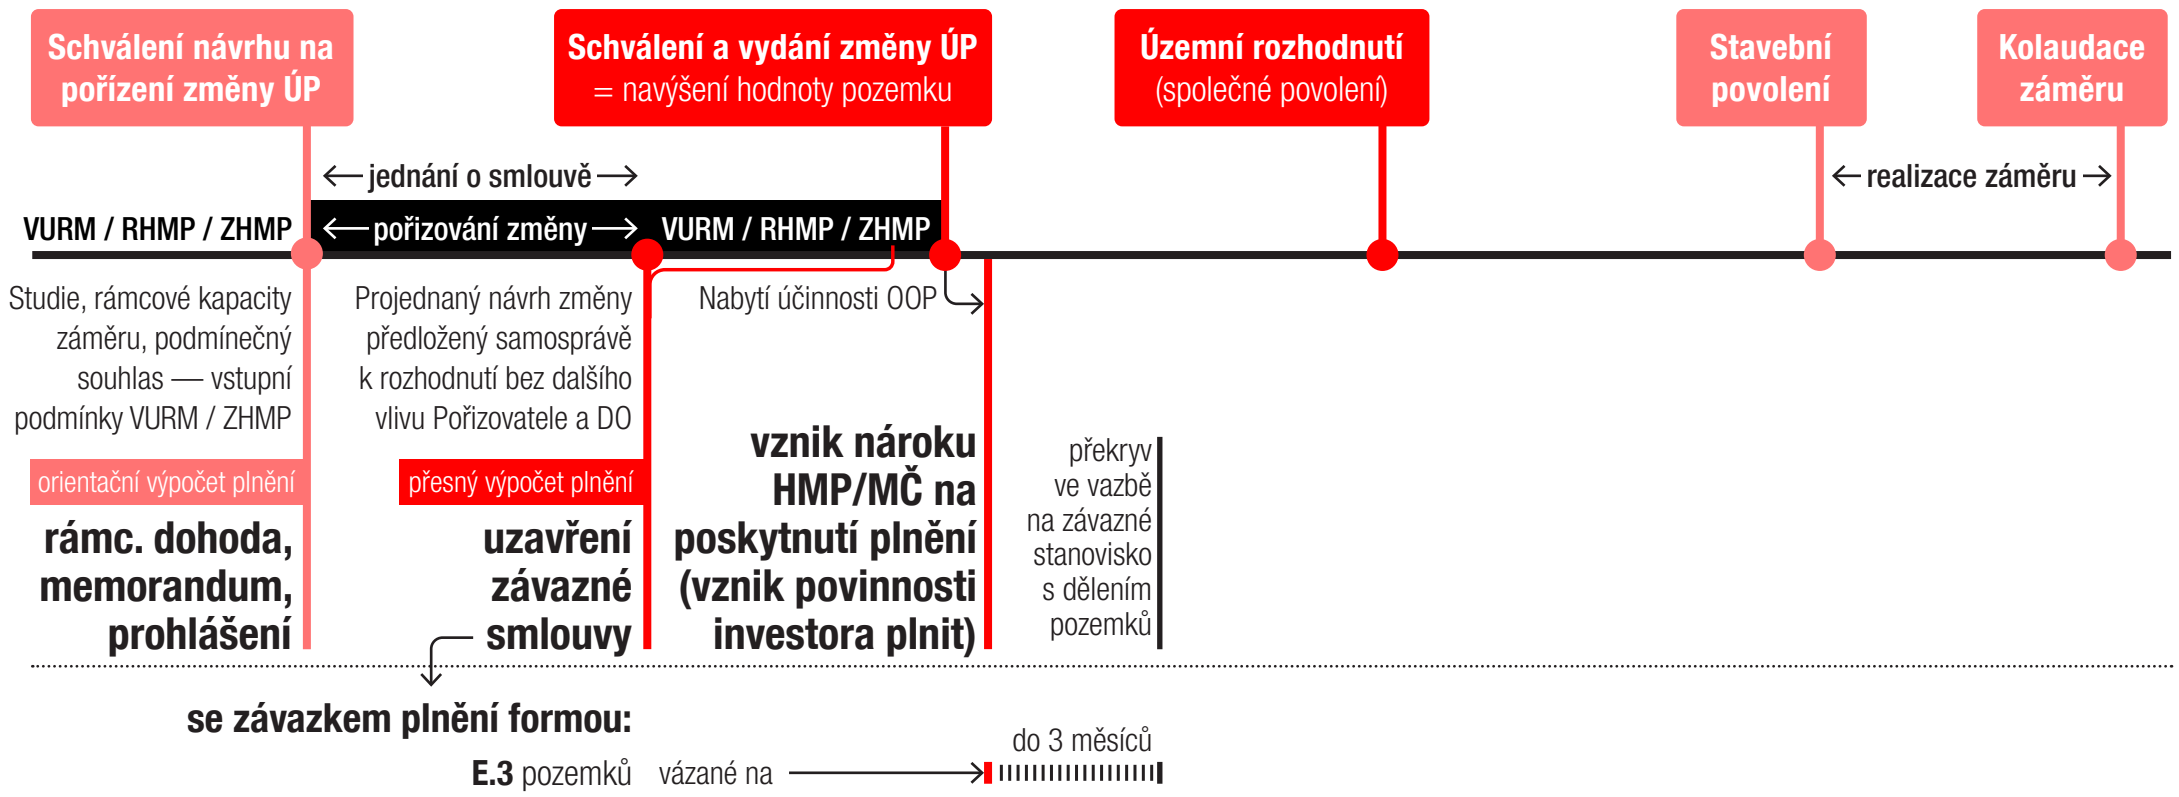 Schválení návrhu na
pořízení změny ÚP
Schválení a vydání změny ÚP
= navýšení hodnoty pozemku
Územní rozhodnutí
(společné povolení)
Stavební
povolení
Kolaudace
záměru
jednání o smlouvě
realizace záměru
VURM / RHMP / ZHMP
pořizování změny
VURM / RHMP / ZHMP
Studie, rámcové kapacity
záměru, podmínečný
souhlas — vstupní
podmínky VURM / ZHMP
Projednaný návrh změny
předložený samosprávě
k rozhodnutí bez dalšího
vlivu Pořizovatele a DO
Nabytí účinnosti OOP
orientační výpočet plnění
rámc. dohoda,
memorandum,
prohlášení
přesný výpočet plnění
uzavření
závazné
smlouvy
vznik nároku
HMP/MČ na
poskytnutí plnění
(vznik povinnosti
investora plnit)
překryv
ve vazbě
na závazné
stanovisko
s dělením
pozemků
se závazkem plnění formou:
do 3 měsíců
E.3 pozemků
vázané na